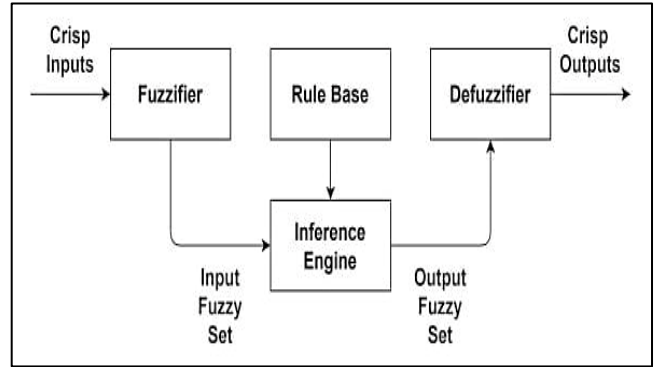 Crisp
Inputs
Fuzzifier
Rule Base
Defuzzifier
Crisp
Outputs
Inference
Engine
Input
Fuzzy
Set
Output
Fuzzy
Set